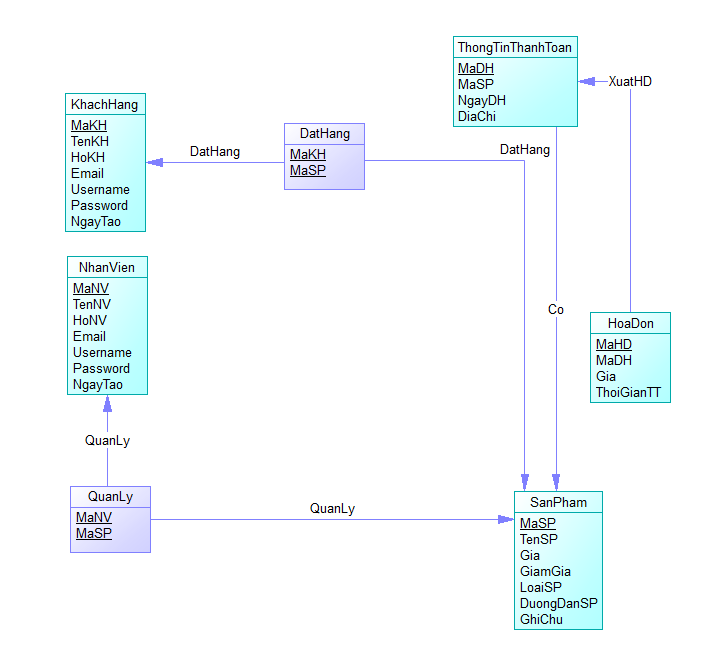 ThongTinThanhToan
MaDH
MaSP
NgayDH
DiaChi
XuatHD
KhachHang
MaKH
TenKH
HoKH
Email
Username
Password
NgayTao
DatHang
DatHang
MaKH
MaSP
DatHang
NhanVien
MaNV
TenNV
HoNV
Email
Username
Password
NgayTao
Co
HoaDon
MaHD
MaDH
Gia
ThoiGianTT
QuanLy
QuanLy
MaNV
MaSP
QuanLy
SanPham
MaSP
TenSP
Gia
GiamGia
LoaiSP
DuongDanSP
GhiChu